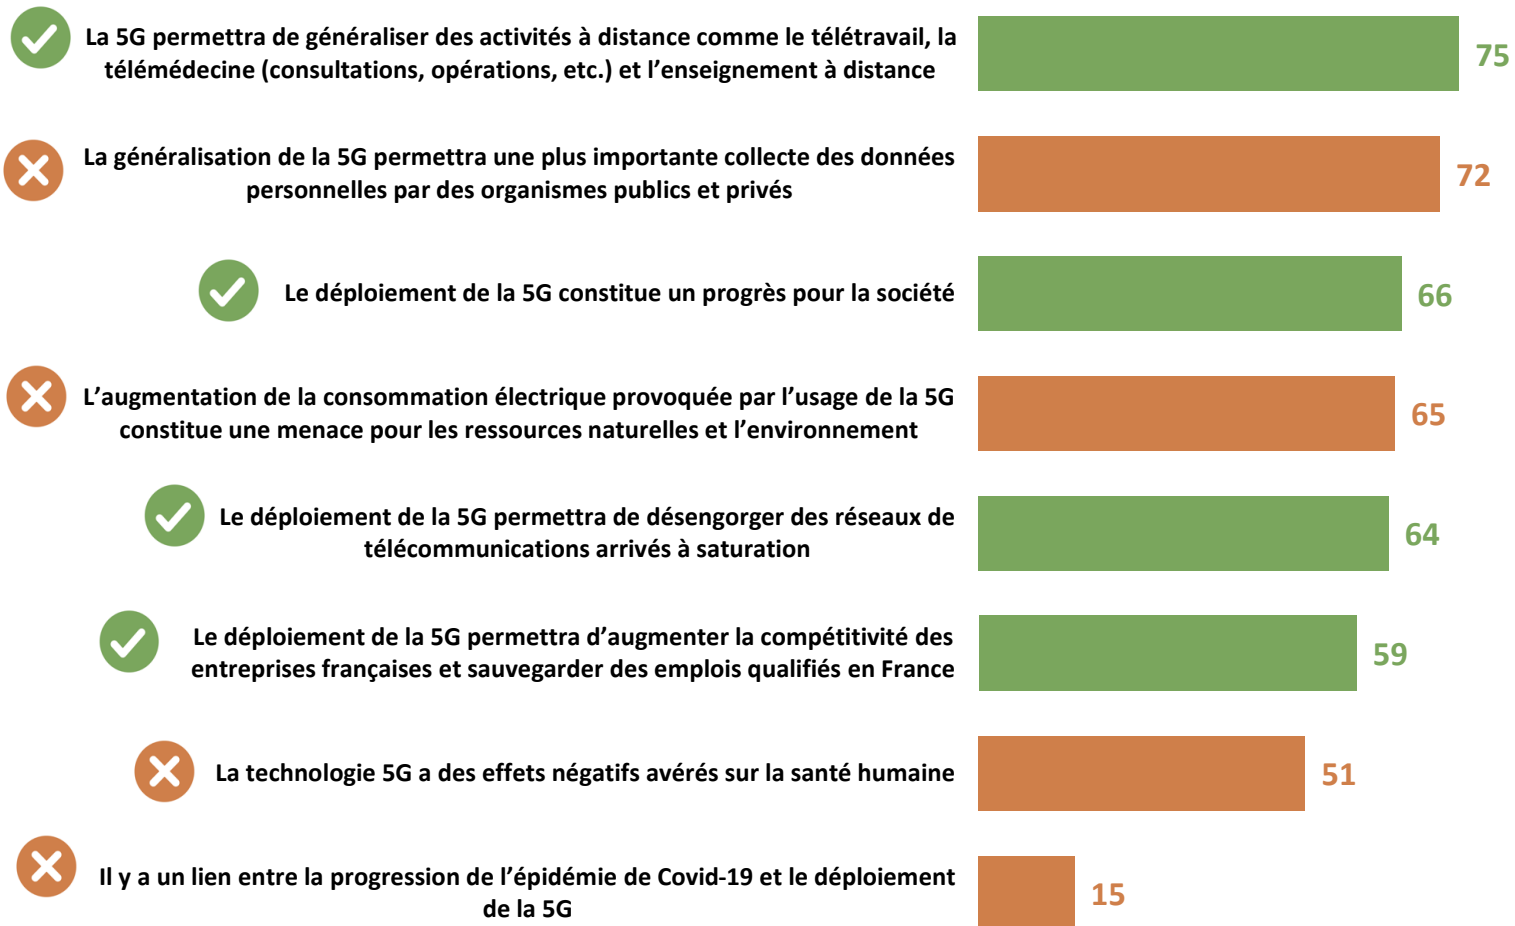 La 5G permettra de généraliser des activités à distance comme le télétravail, la
télémédecine (consultations, opérations, etc.) et l’enseignement à distance
75
La généralisation de la 5G permettra une plus importante collecte des données
personnelles par des organismes publics et privés
72
Le déploiement de la 5G constitue un progrès pour la société
66
L’augmentation de la consommation électrique provoquée par l’usage de la 5G
constitue une menace pour les ressources naturelles et l’environnement
65
Le déploiement de la 5G permettra de désengorger des réseaux de
télécommunications arrivés à saturation
64
Le déploiement de la 5G permettra d’augmenter la compétitivité des
entreprises françaises et sauvegarder des emplois qualifiés en France
59
La technologie 5G a des effets négatifs avérés sur la santé humaine
51
Il y a un lien entre la progression de l’épidémie de Covid-19 et le déploiement
de la 5G
15